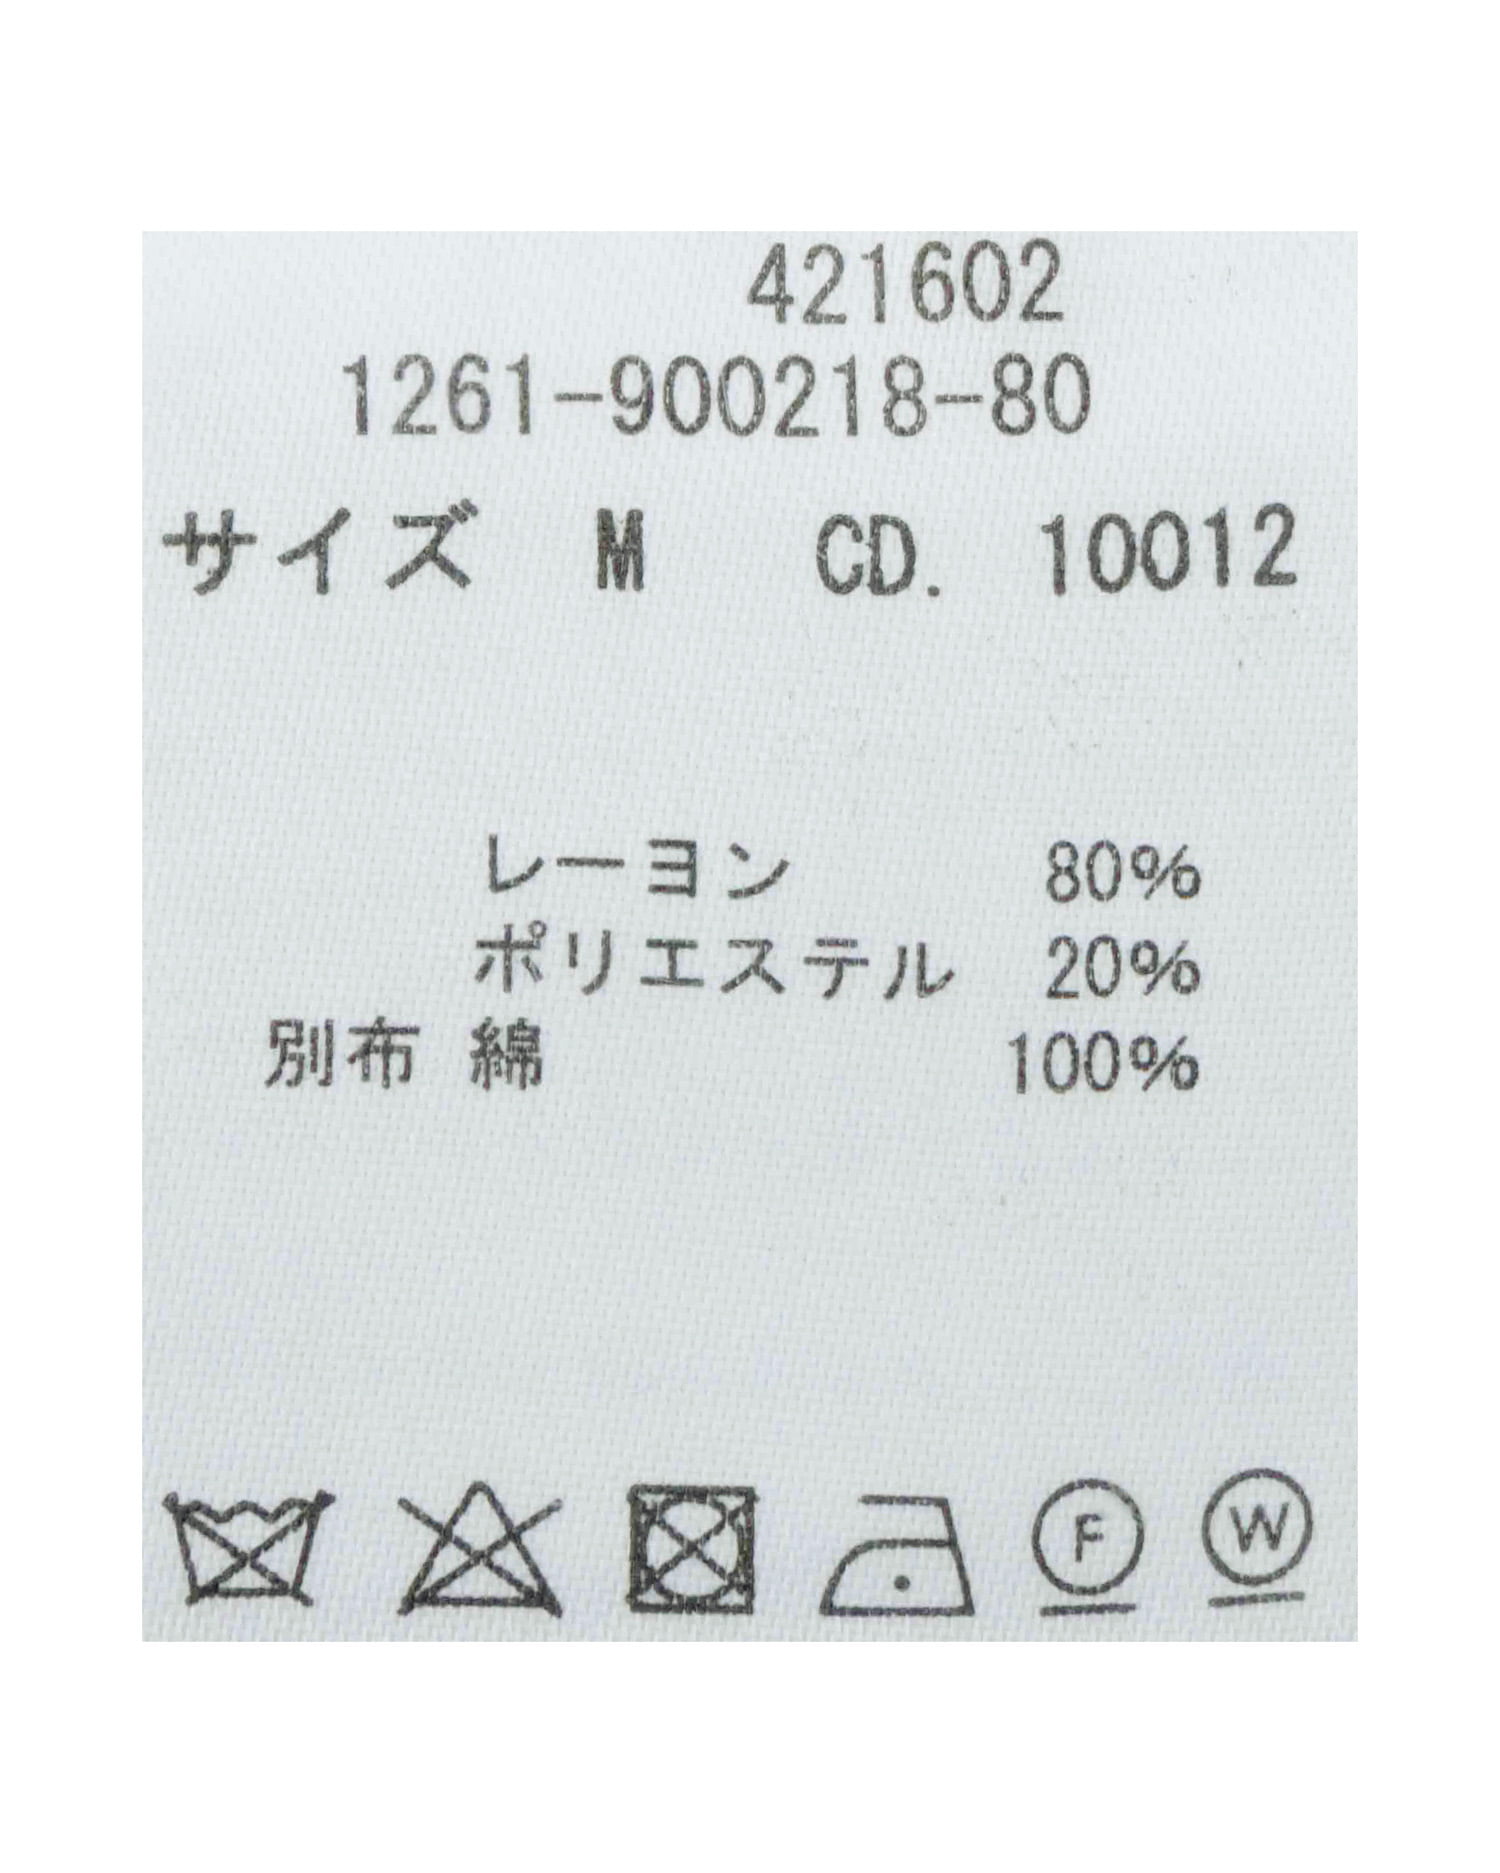 421602
1261-900218-80
サイズ M CD. 10012
レーヨン 80%
ポリエステル 20%
別布 綿 100%
F W